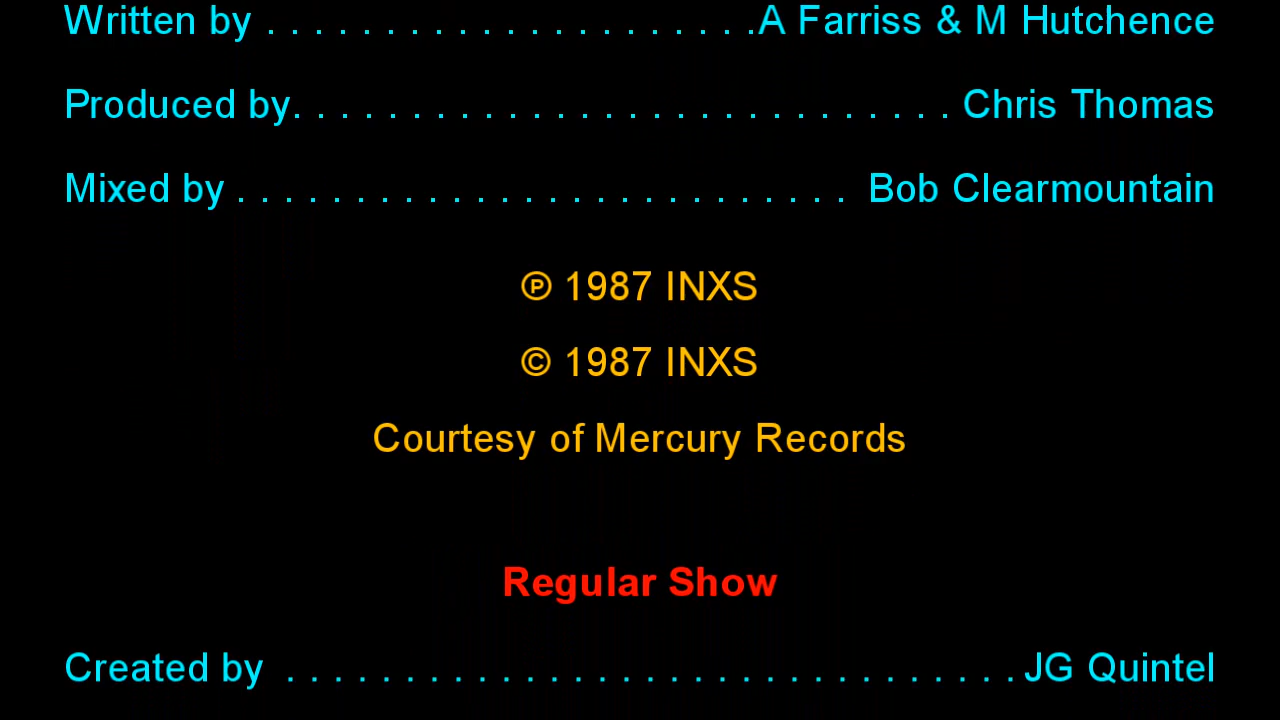 Written by . . . . . . . . . . . . . . . . . . . . .A Farriss & M Hutchence
Produced by. . . . . . . . . . . . . . . . . . . . . . . . . . . . Chris Thomas
Mixed by . . . . . . . . . . . . . . . . . . . . . . . . . . Bob Clearmountain
℗ 1987 INXS
© 1987 INXS
Courtesy of Mercury Records
Regular Show
Created by . . . . . . . . . . . . . . . . . . . . . . . . . . . . . . . JG Quintel